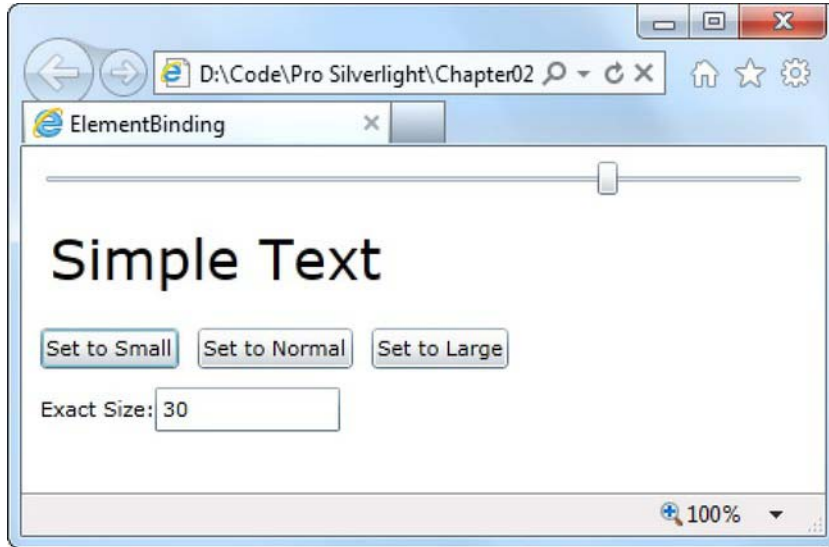 D:\Code\Pro Silverlight\Chapter02
ElementBinding
Simple Text
Set to Small Set to Normal Set to Large
Exact Size: 30
100%